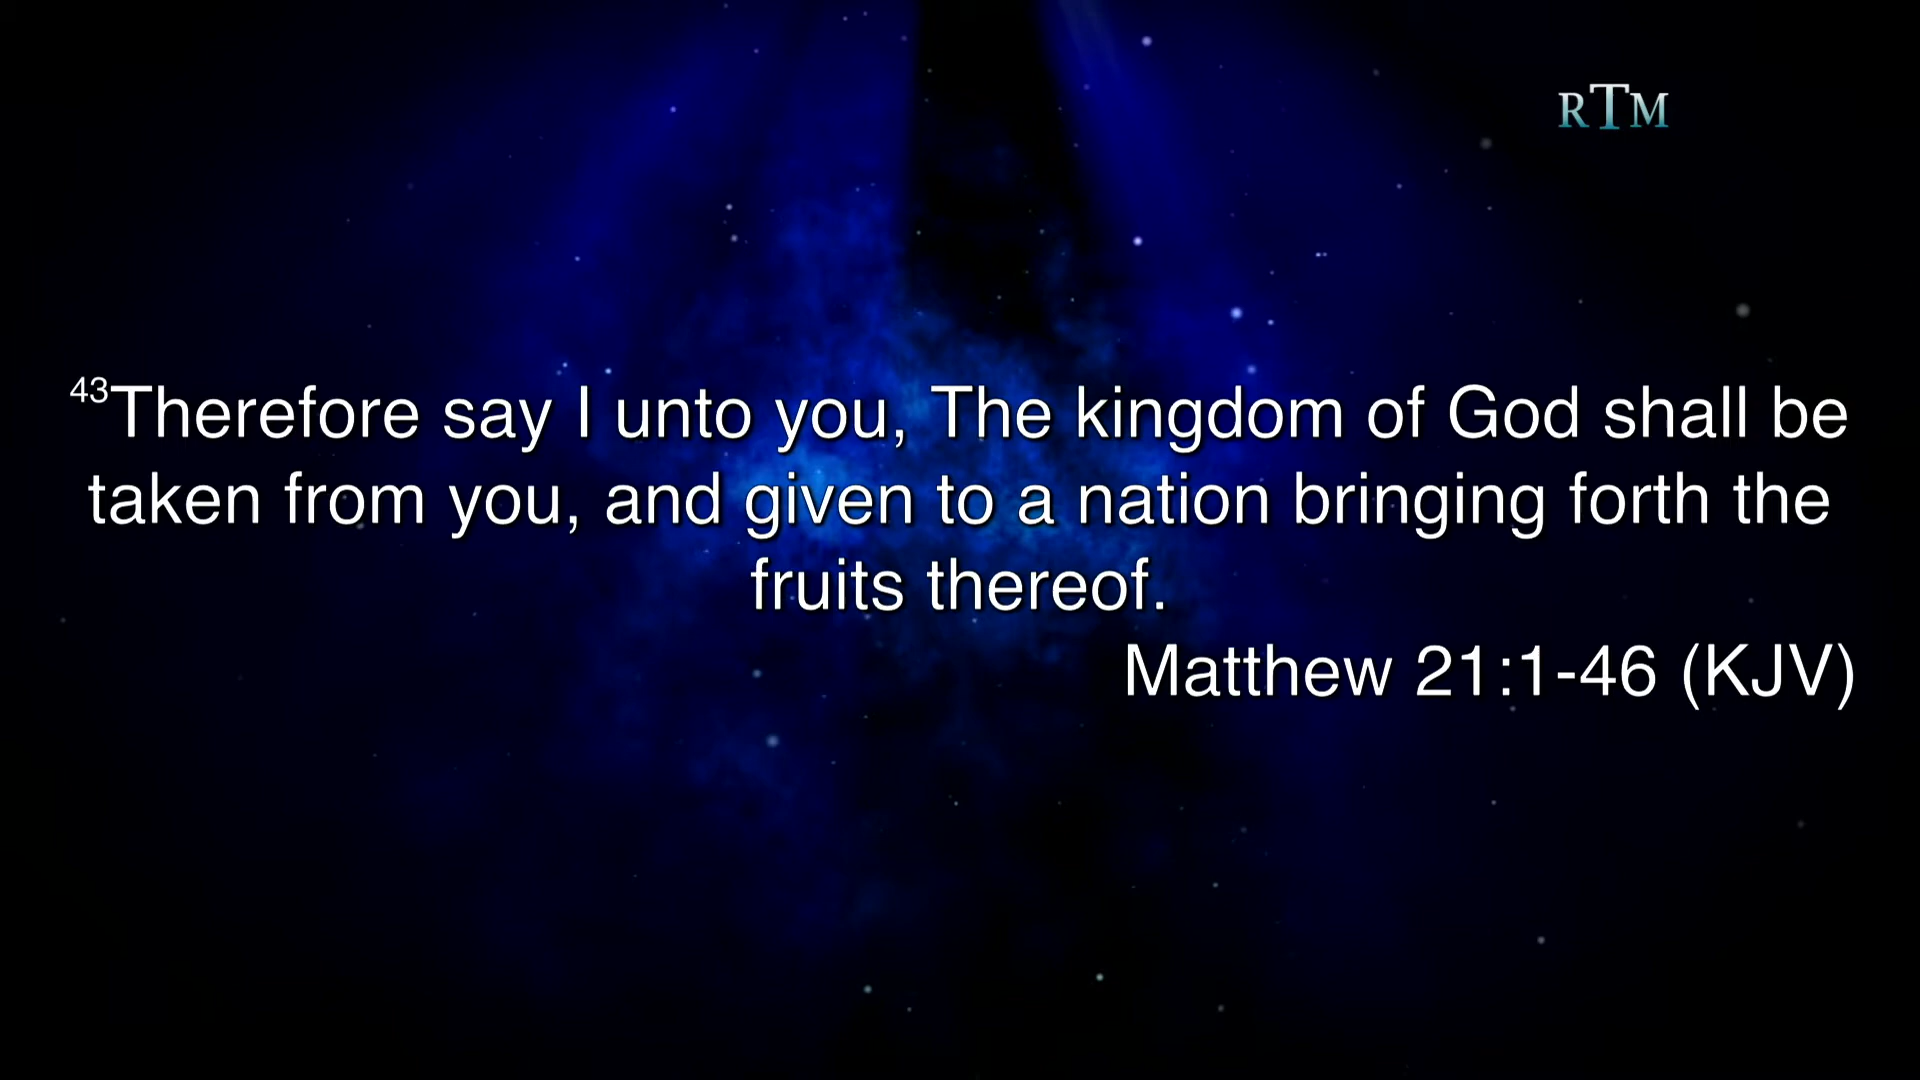 RTM
43Therefore say I unto you, The kingdom of God shall be
taken from you, and given to a nation bringing forth the
fruits thereof.
Matthew 21:1-46 (KJV)